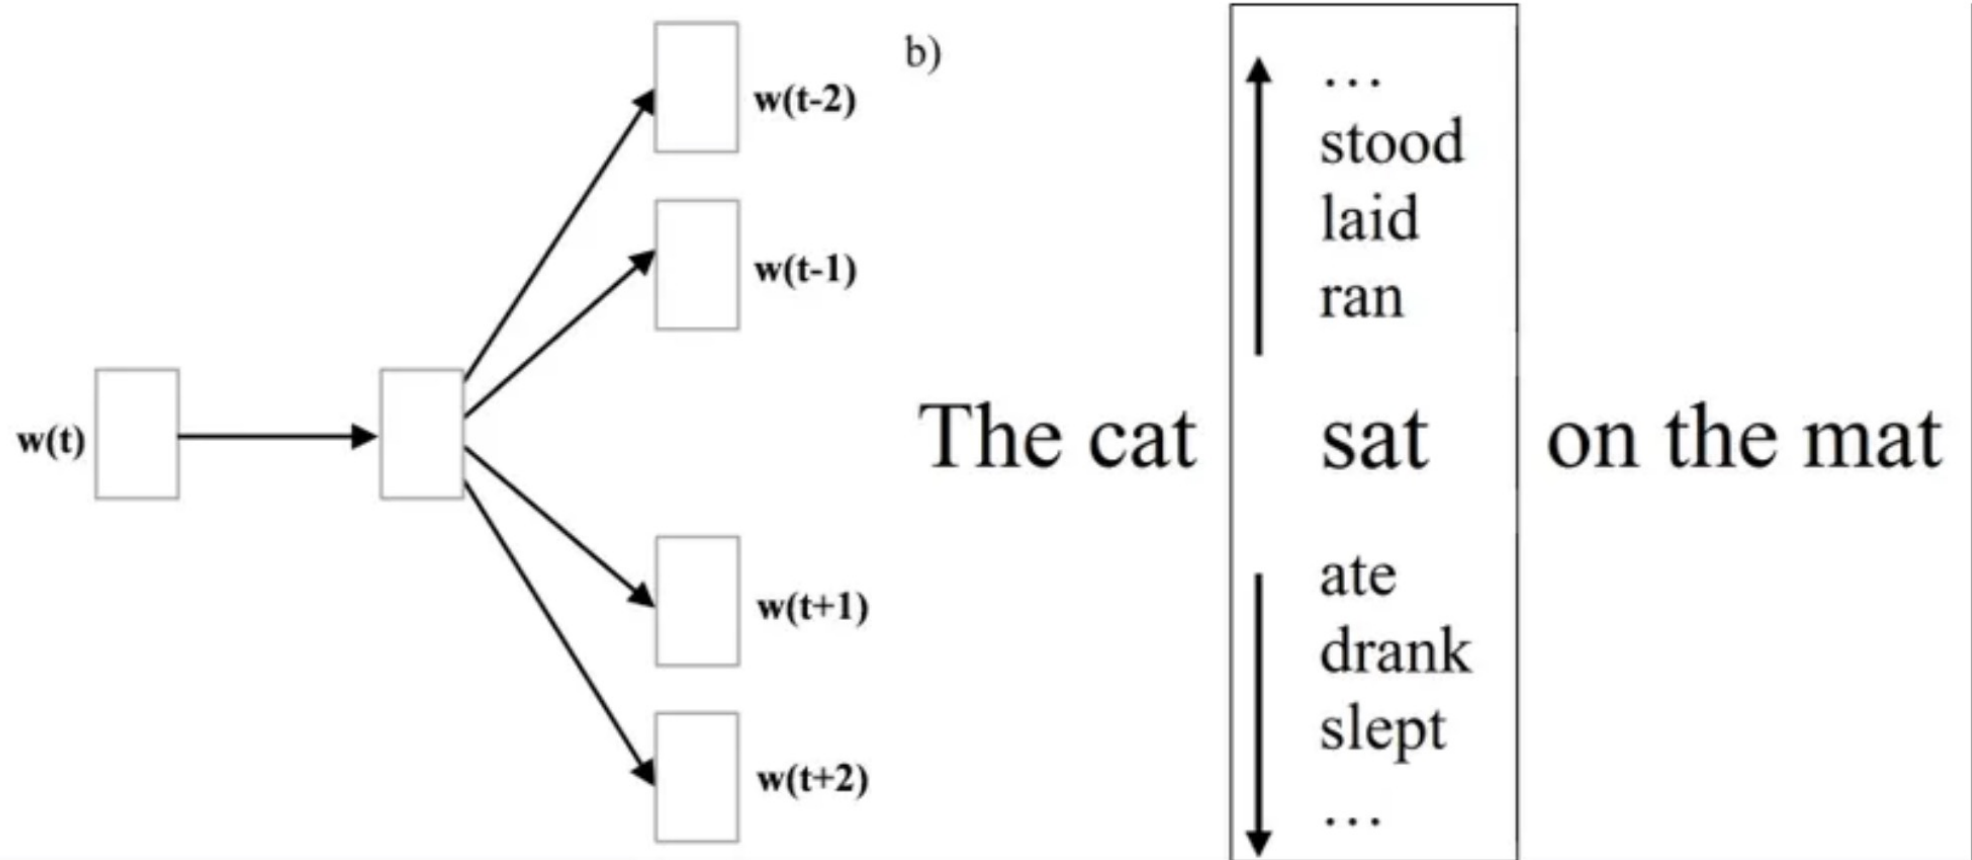 w(t)
w(t-2)
w(t-1)
w(t+1)
w(t+2)
b)
…
stood
laid
ran
The cat sat on the mat
ate
drank
slept
…